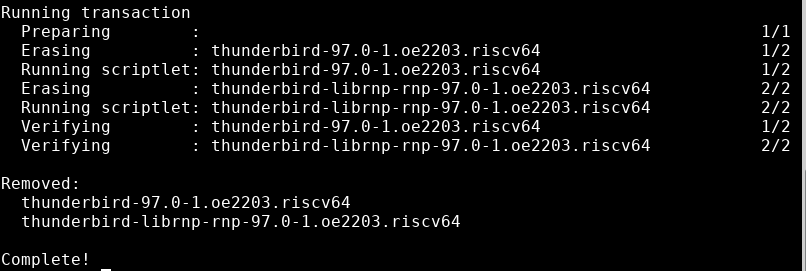 Running transaction
  Preparing        :                                                        1/1
  Erasing          : thunderbird-97.0-1.oe2203.riscv64                      1/2
  Running scriptlet: thunderbird-97.0-1.oe2203.riscv64                      1/2
  Erasing          : thunderbird-librnp-rnp-97.0-1.oe2203.riscv64           2/2
  Running scriptlet: thunderbird-librnp-rnp-97.0-1.oe2203.riscv64           2/2
  Verifying        : thunderbird-97.0-1.oe2203.riscv64                      1/2
  Verifying        : thunderbird-librnp-rnp-97.0-1.oe2203.riscv64           2/2

Removed:
  thunderbird-97.0-1.oe2203.riscv64
  thunderbird-librnp-rnp-97.0-1.oe2203.riscv64

Complete!